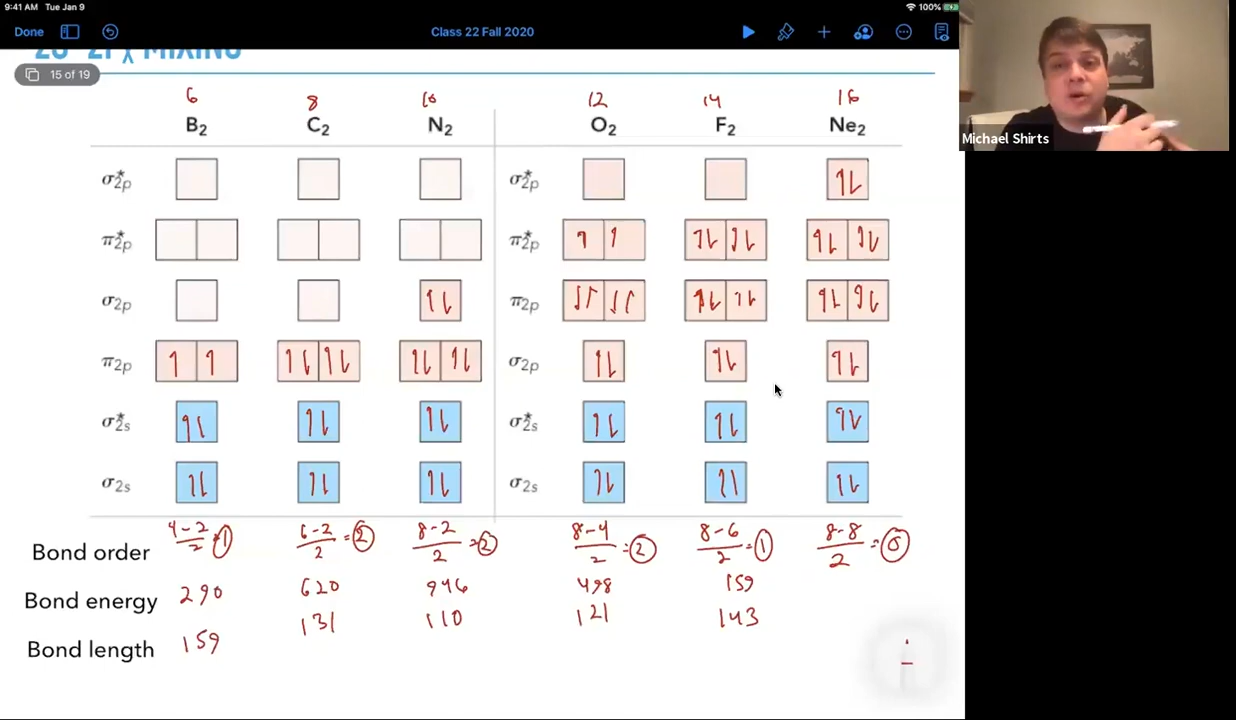 9:41 AM Tue Jan 9
100%
Done
Class 22 Fall 2020
2s-2p MIXING
15 of 19
Michael Shirts
6 8 10 12 14 16
B₂ C₂ N₂ O₂ F₂ Ne₂
σ*₂p σ*₂p
π*₂p π*₂p
σ₂p π₂p
π₂p σ₂p
σ*₂s σ*₂s
σ₂s σ₂s
Bond order 4-2/2=1 6-2/2=2 8-2/2=2 8-4/2=2 8-6/2=1 8-8/2=0
Bond energy 290 620 946 498 159
Bond length 159 131 110 121 143